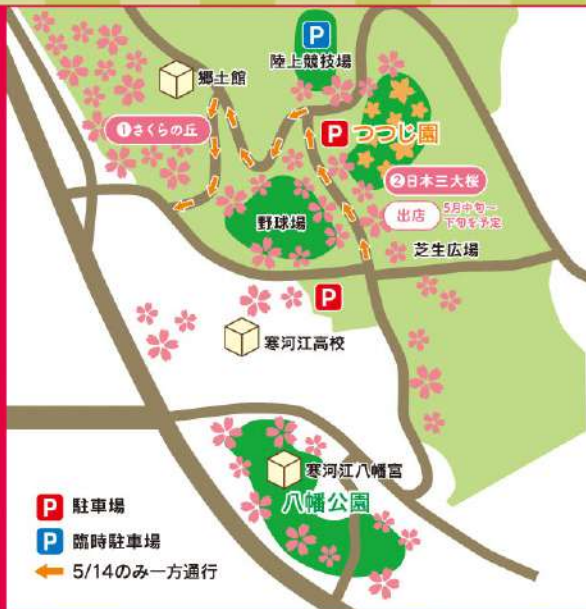 P
陸上競技場
郷土館
❶さくらの丘
P つつじ園
❷日本三大桜
出店
5月中旬～
下旬を予定
野球場
芝生広場
P
寒河江高校
寒河江八幡宮
八幡公園
P 駐車場
P 臨時駐車場
5/14のみ一方通行